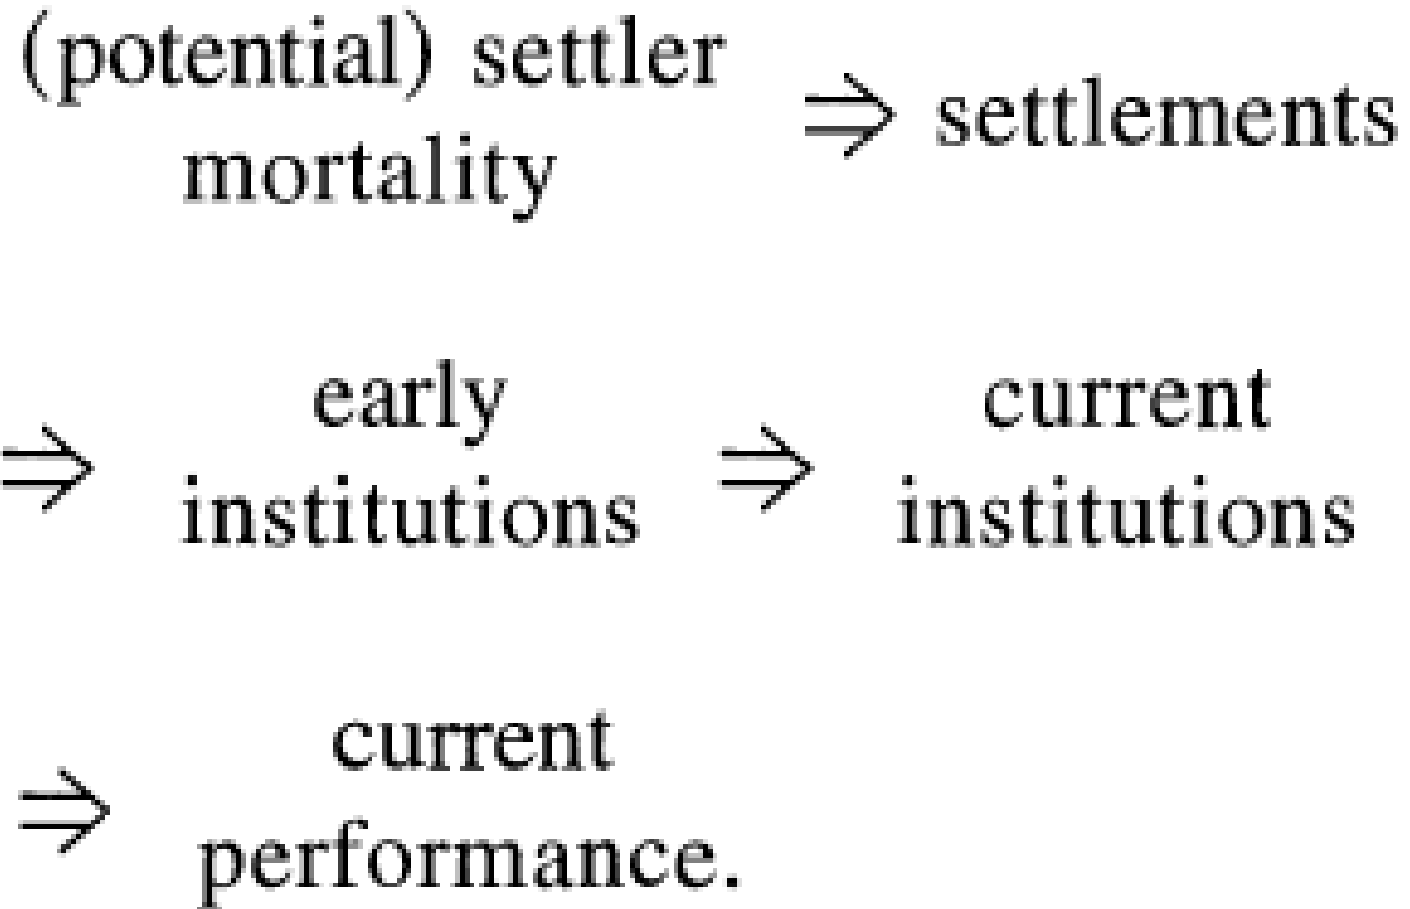 (potential) settler
mortality
⇒ settlements
⇒ early
institutions
⇒ current
institutions
⇒ current
performance.